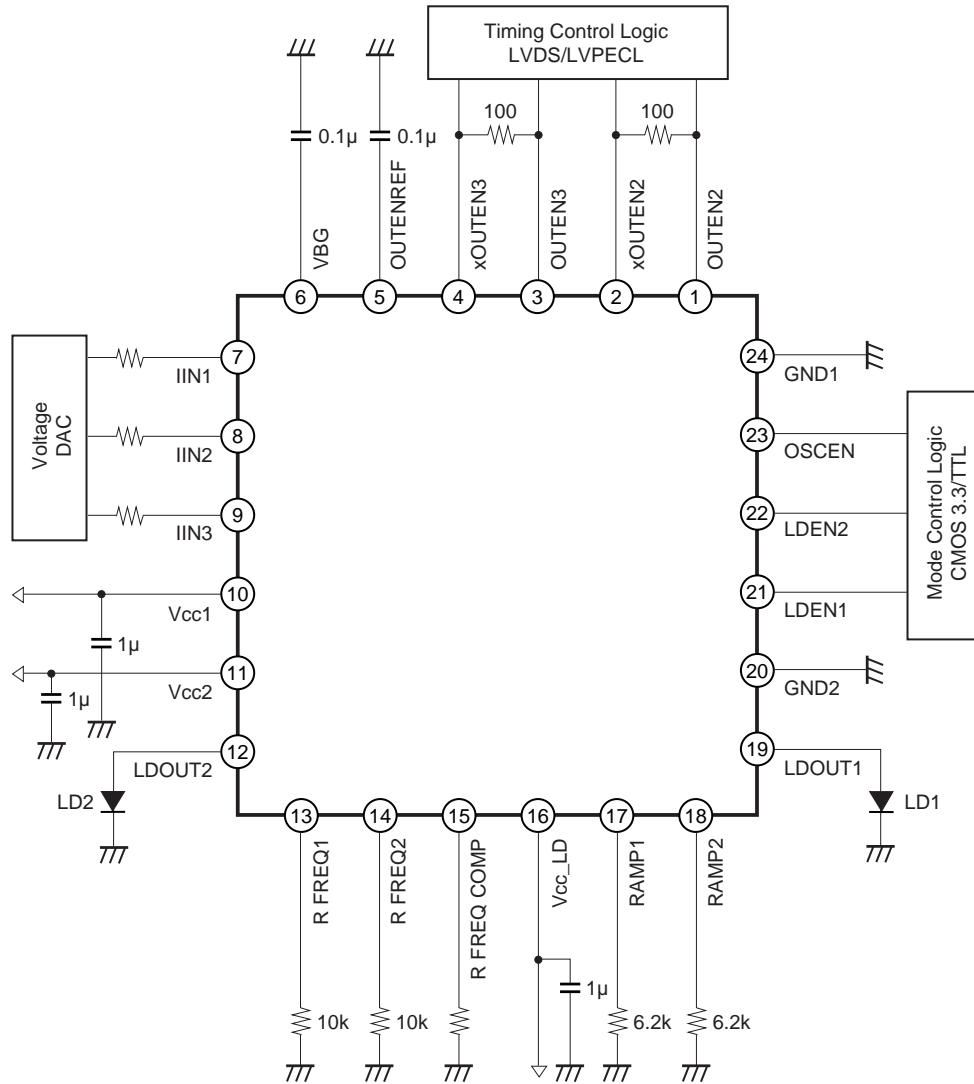 Timing Control Logic
LVDS/LVPECL
100
100
0.1µ
0.1µ
VBG
OUTENREF
xOUTEN3
OUTEN3
xOUTEN2
OUTEN2
6
5
4
3
2
1
Voltage
DAC
7
IIN1
8
IIN2
9
IIN3
10
Vcc1
1µ
11
Vcc2
1µ
12
LDOUT2
LD2
24
GND1
23
OSCEN
22
LDEN2
21
LDEN1
Mode Control Logic
CMOS 3.3/TTL
20
GND2
19
LDOUT1
LD1
13
14
15
16
17
18
R FREQ1
R FREQ2
R FREQ COMP
Vcc_LD
RAMP1
RAMP2
10k
10k
1µ
6.2k
6.2k